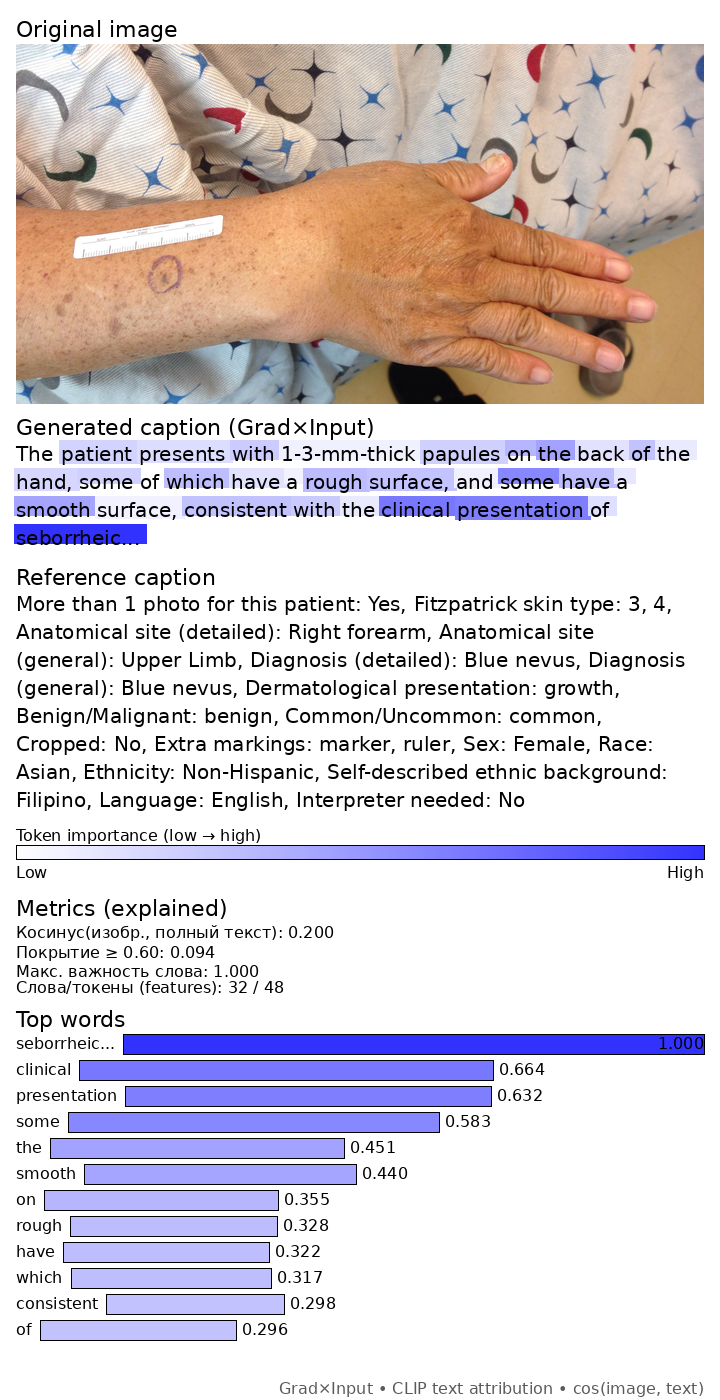 Original image
Generated caption (Grad×Input)
The patient presents with 1-3-mm-thick papules on the back of the
hand, some of which have a rough surface, and some have a
smooth surface, consistent with the clinical presentation of
seborrheic...
Reference caption
More than 1 photo for this patient: Yes, Fitzpatrick skin type: 3, 4,
Anatomical site (detailed): Right forearm, Anatomical site
(general): Upper Limb, Diagnosis (detailed): Blue nevus, Diagnosis
(general): Blue nevus, Dermatological presentation: growth,
Benign/Malignant: benign, Common/Uncommon: common,
Cropped: No, Extra markings: marker, ruler, Sex: Female, Race:
Asian, Ethnicity: Non-Hispanic, Self-described ethnic background:
Filipino, Language: English, Interpreter needed: No
Token importance (low → high)
Low High
Metrics (explained)
Косинус(изобр., полный текст): 0.200
Покрытие ≥ 0.60: 0.094
Макс. важность слова: 1.000
Слова/токены (features): 32 / 48
Top words
seborrheic... 1.000
clinical 0.664
presentation 0.632
some 0.583
the 0.451
smooth 0.440
on 0.355
rough 0.328
have 0.322
which 0.317
consistent 0.298
of 0.296
Grad×Input • CLIP text attribution • cos(image, text)